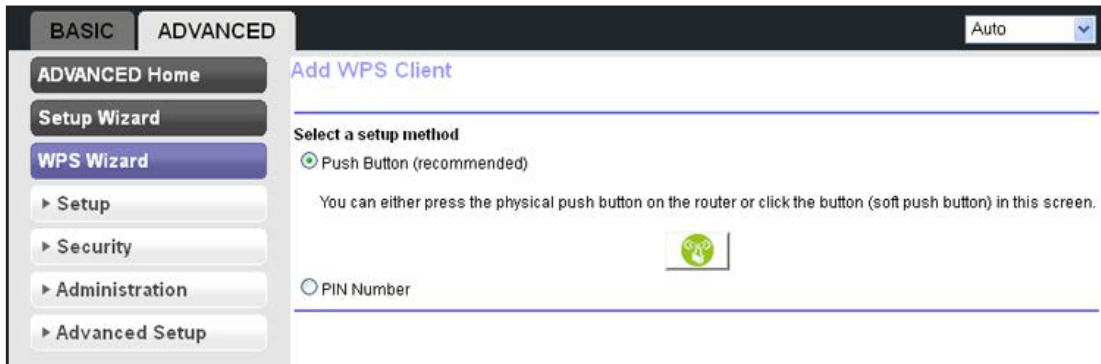 BASIC
ADVANCED
Auto
ADVANCED Home
Setup Wizard
WPS Wizard
Setup
Security
Administration
Advanced Setup
Add WPS Client
Select a setup method
Push Button (recommended)
You can either press the physical push button on the router or click the button (soft push button) in this screen.
PIN Number